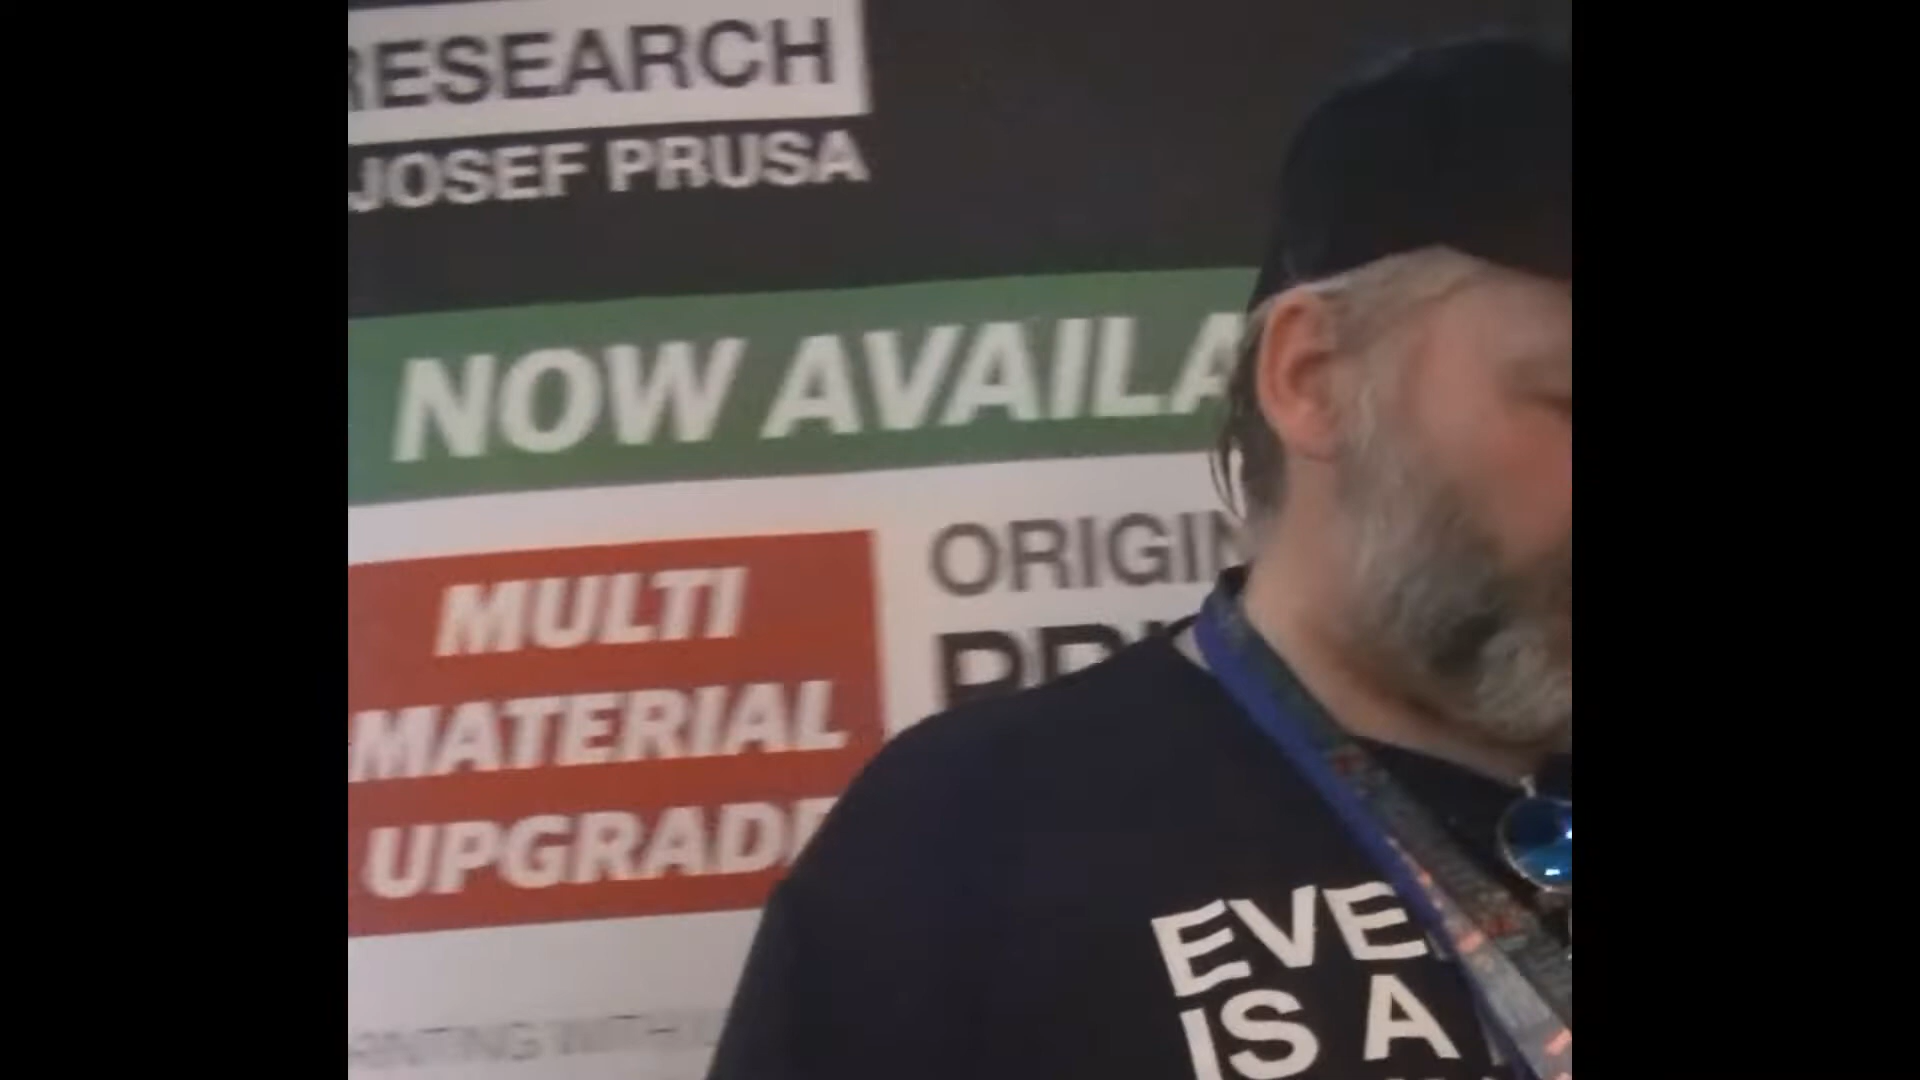 RESEARCH
JOSEF PRUSA
NOW AVAILA
MULTI
MATERIAL
UPGRADE
ORIGIN
EVE
IS A